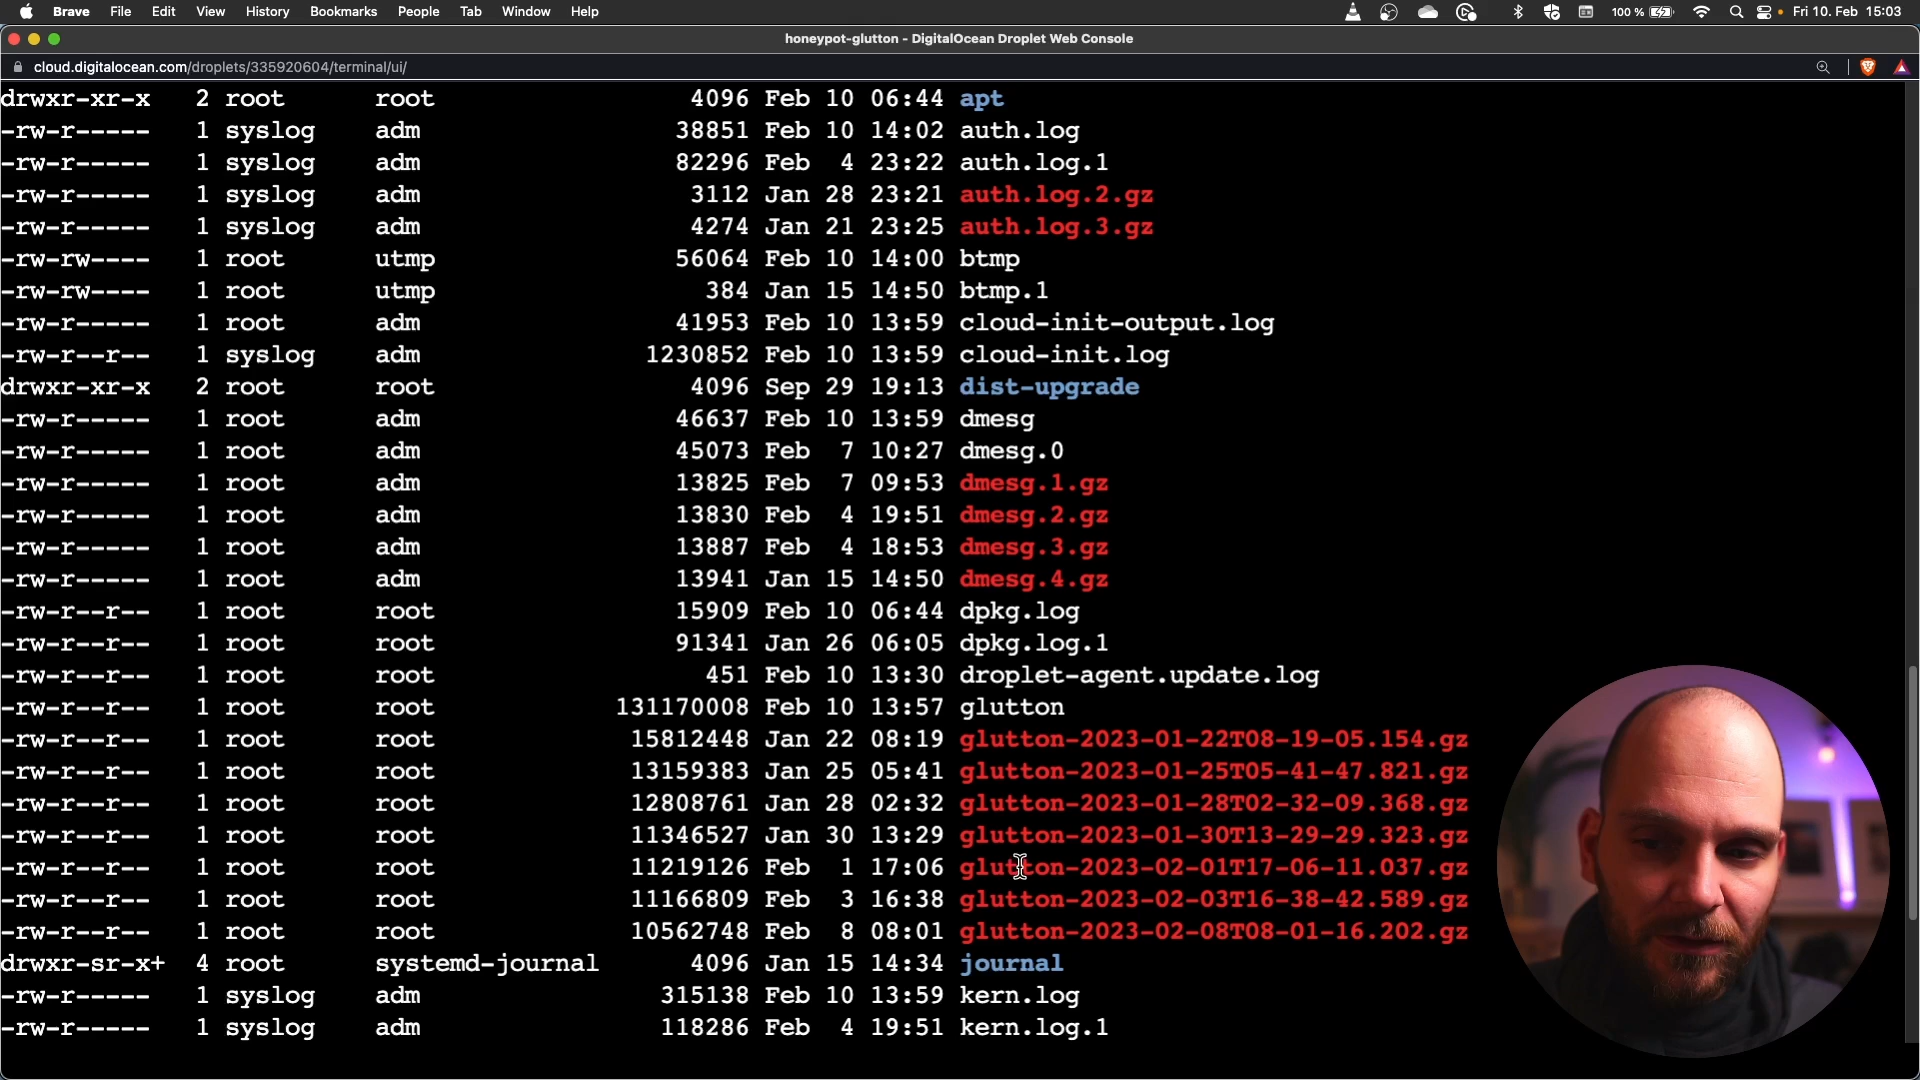 Brave File Edit View History Bookmarks People Tab Window Help 100 % Fri 10. Feb 15:03
honeypot-glutton - DigitalOcean Droplet Web Console
cloud.digitalocean.com/droplets/335920604/terminal/ui/
drwxr-xr-x 2 root root 4096 Feb 10 06:44 apt
-rw-r----- 1 syslog adm 38851 Feb 10 14:02 auth.log
-rw-r----- 1 syslog adm 82296 Feb 4 23:22 auth.log.1
-rw-r----- 1 syslog adm 3112 Jan 28 23:21 auth.log.2.gz
-rw-r----- 1 syslog adm 4274 Jan 21 23:25 auth.log.3.gz
-rw-rw---- 1 root utmp 56064 Feb 10 14:00 btmp
-rw-rw---- 1 root utmp 384 Jan 15 14:50 btmp.1
-rw-r----- 1 root adm 41953 Feb 10 13:59 cloud-init-output.log
-rw-r--r-- 1 syslog adm 1230852 Feb 10 13:59 cloud-init.log
drwxr-xr-x 2 root root 4096 Sep 29 19:13 dist-upgrade
-rw-r----- 1 root adm 46637 Feb 10 13:59 dmesg
-rw-r----- 1 root adm 45073 Feb 7 10:27 dmesg.0
-rw-r----- 1 root adm 13825 Feb 7 09:53 dmesg.1.gz
-rw-r----- 1 root adm 13830 Feb 4 19:51 dmesg.2.gz
-rw-r----- 1 root adm 13887 Feb 4 18:53 dmesg.3.gz
-rw-r----- 1 root adm 13941 Jan 15 14:50 dmesg.4.gz
-rw-r--r-- 1 root root 15909 Feb 10 06:44 dpkg.log
-rw-r--r-- 1 root root 91341 Jan 26 06:05 dpkg.log.1
-rw-r--r-- 1 root root 451 Feb 10 13:30 droplet-agent.update.log
-rw-r--r-- 1 root root 131170008 Feb 10 13:57 glutton
-rw-r--r-- 1 root root 15812448 Jan 22 08:19 glutton-2023-01-22T08-19-05.154.gz
-rw-r--r-- 1 root root 13159383 Jan 25 05:41 glutton-2023-01-25T05-41-47.821.gz
-rw-r--r-- 1 root root 12808761 Jan 28 02:32 glutton-2023-01-28T02-32-09.368.gz
-rw-r--r-- 1 root root 11346527 Jan 30 13:29 glutton-2023-01-30T13-29-29.323.gz
-rw-r--r-- 1 root root 11219126 Feb 1 17:06 glutton-2023-02-01T17-06-11.037.gz
-rw-r--r-- 1 root root 11166809 Feb 3 16:38 glutton-2023-02-03T16-38-42.589.gz
-rw-r--r-- 1 root root 10562748 Feb 8 08:01 glutton-2023-02-08T08-01-16.202.gz
drwxr-sr-x+ 4 root systemd-journal 4096 Jan 15 14:34 journal
-rw-r----- 1 syslog adm 315138 Feb 10 13:59 kern.log
-rw-r----- 1 syslog adm 118286 Feb 4 19:51 kern.log.1